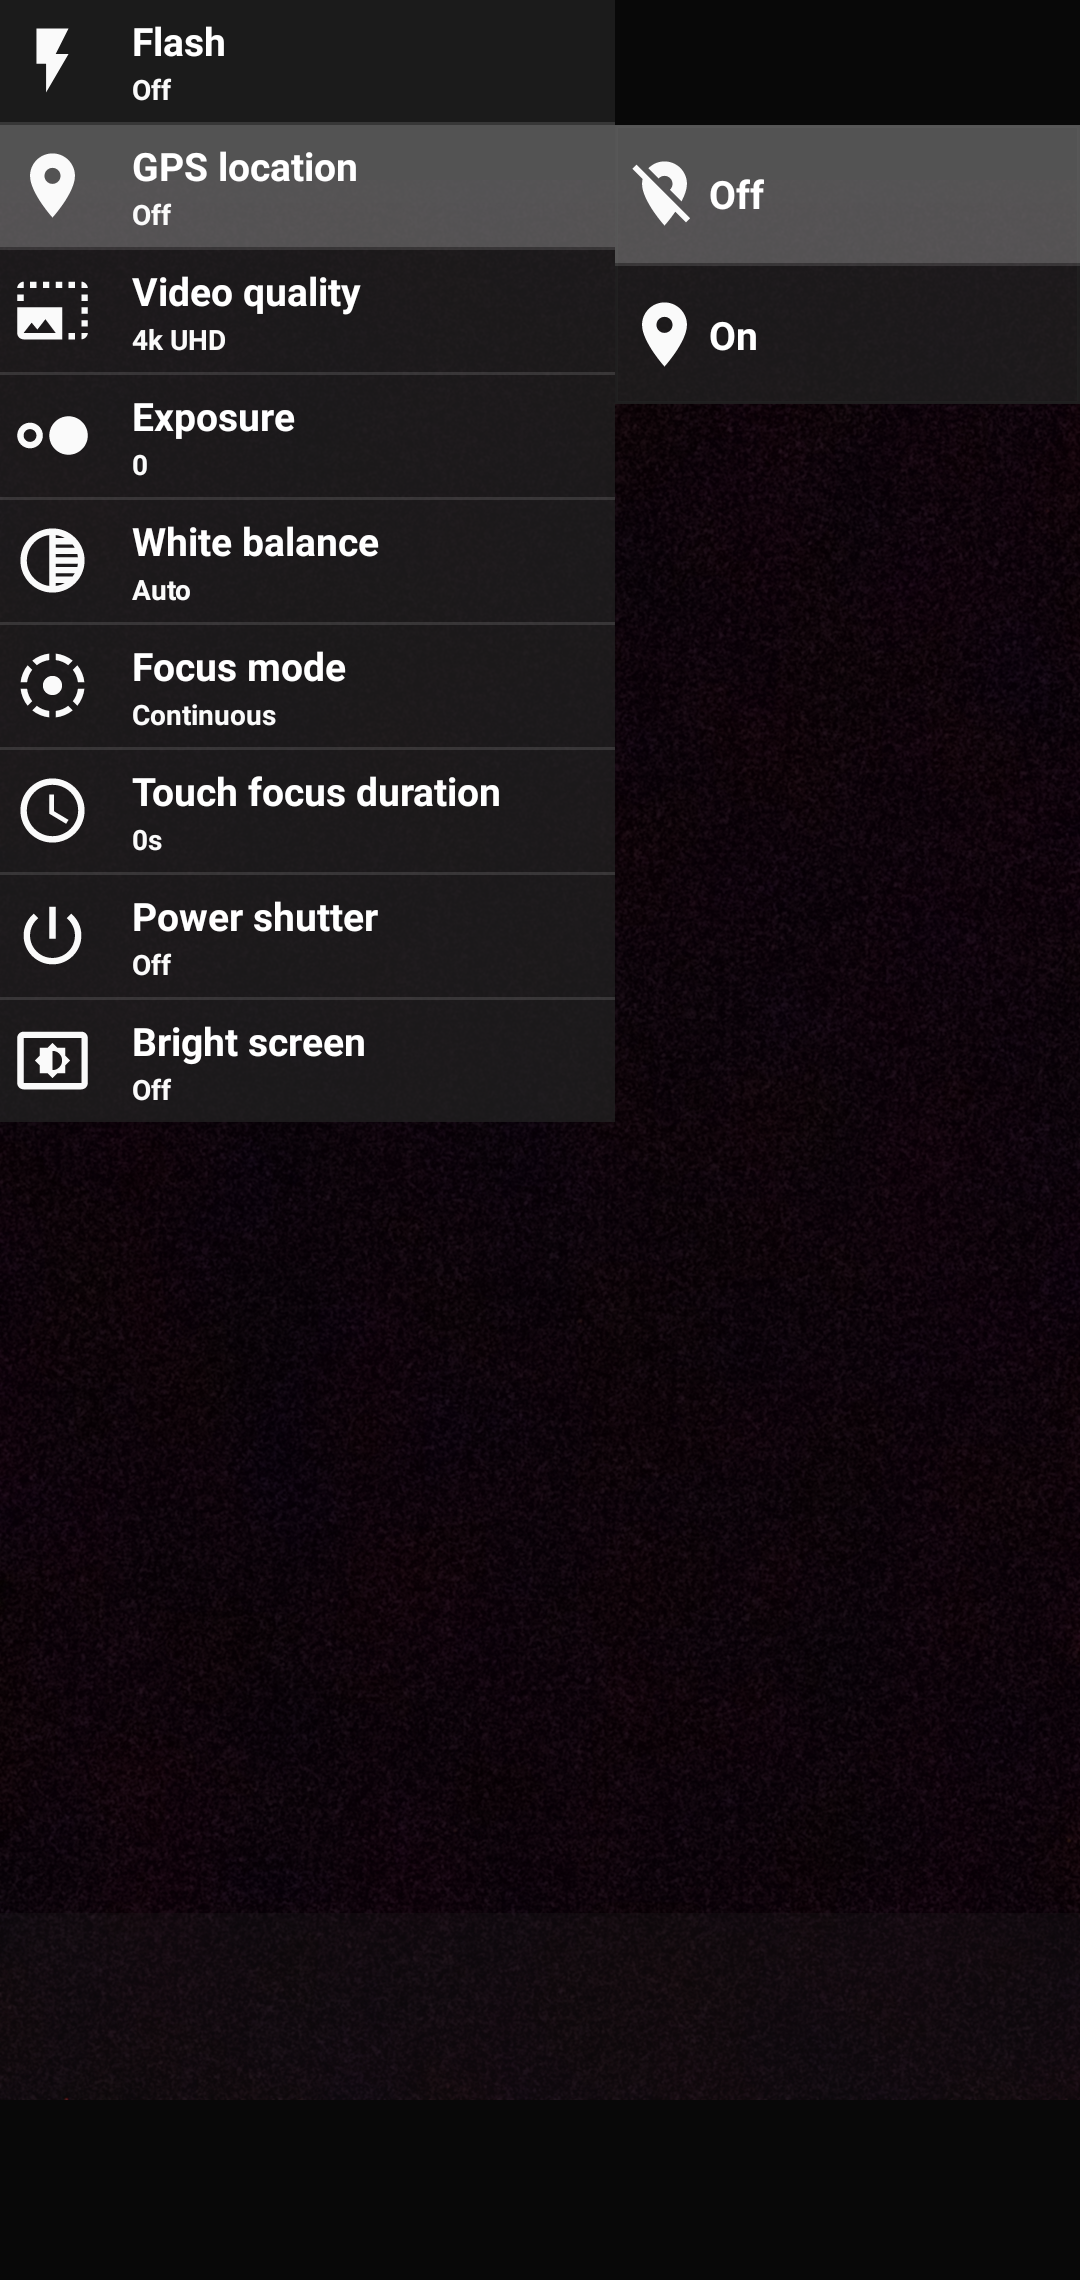 Flash
Off
GPS location
Off
Off
On
Video quality
4k UHD
Exposure
0
White balance
Auto
Focus mode
Continuous
Touch focus duration
0s
Power shutter
Off
Bright screen
Off